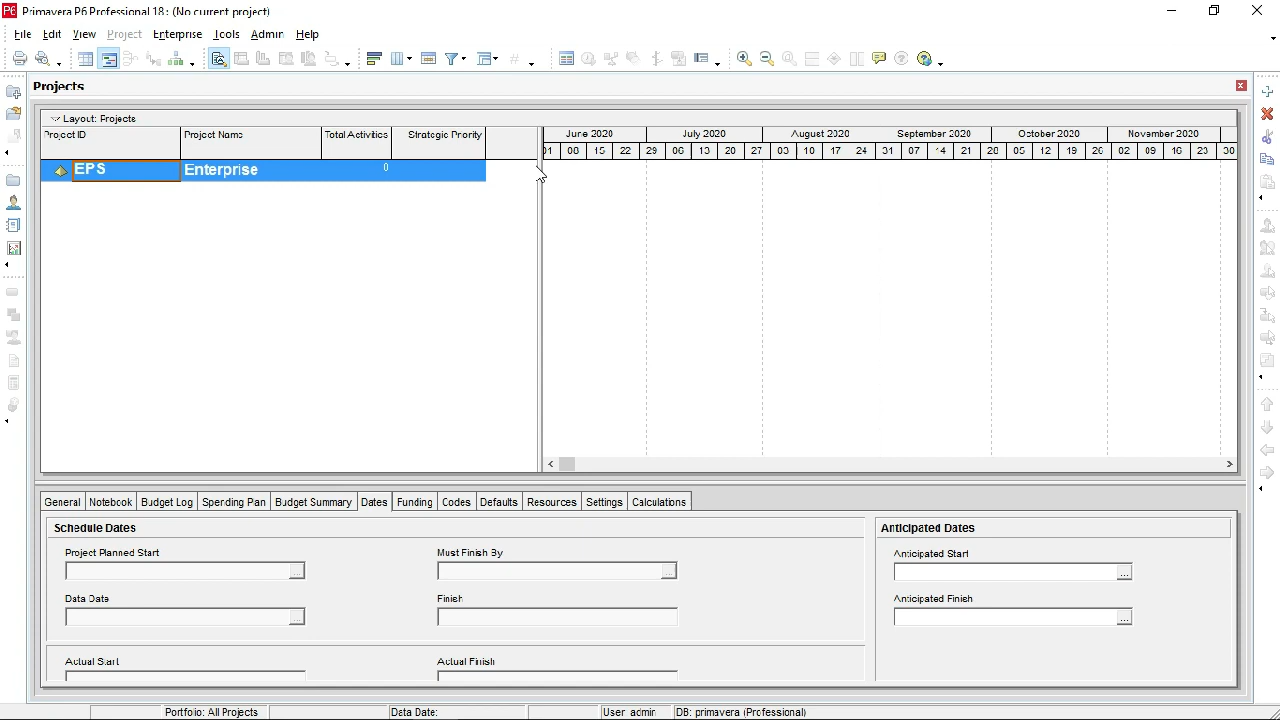 P6 Primavera P6 Professional 18 : (No current project)
File Edit View Project Enterprise Tools Admin Help
Projects
Layout: Projects
Project ID Project Name Total Activities Strategic Priority
June 2020 July 2020 August 2020 September 2020 October 2020 November 2020
01 08 15 22 29 06 13 20 27 03 10 17 24 31 07 14 21 28 05 12 19 26 02 09 16 23 30
EPS Enterprise 0
General Notebook Budget Log Spending Plan Budget Summary Dates Funding Codes Defaults Resources Settings Calculations
Schedule Dates Anticipated Dates
Project Planned Start Must Finish By Anticipated Start
Data Date Finish Anticipated Finish
Actual Start Actual Finish
Portfolio: All Projects Data Date: User: admin DB: primavera (Professional)